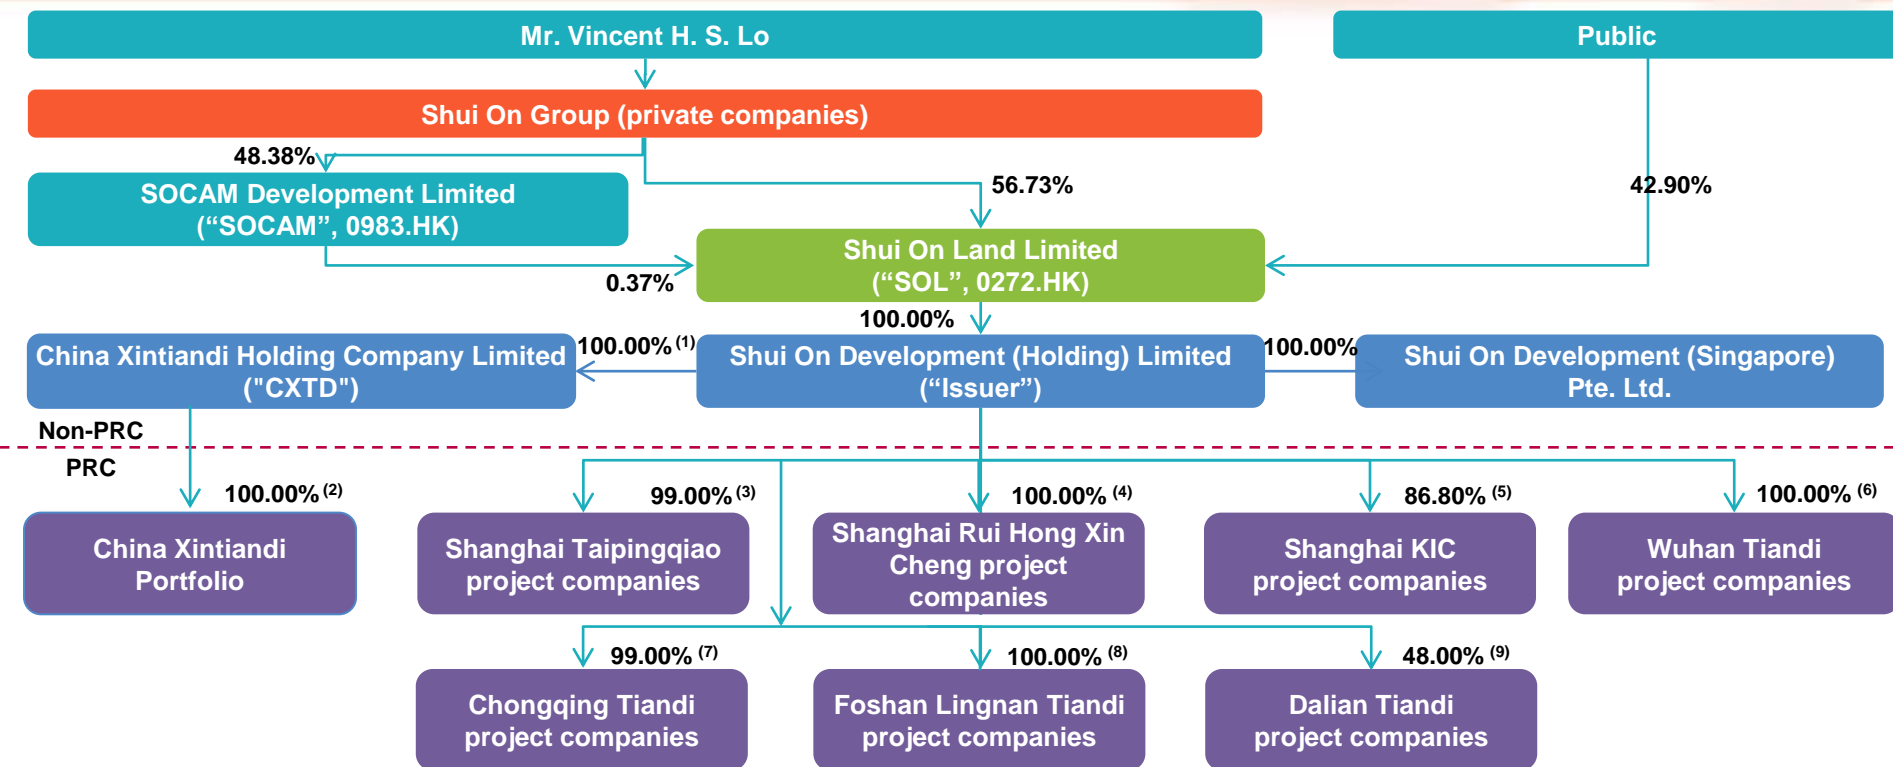 Mr. Vincent H. S. Lo
Public
Shui On Group (private companies)
48.38%
56.73%
42.90%
SOCAM Development Limited
(“SOCAM”, 0983.HK)
0.37%
Shui On Land Limited
(“SOL”, 0272.HK)
100.00%
China Xintiandi Holding Company Limited
("CXTD")
100.00% (1)
Shui On Development (Holding) Limited
(“Issuer”)
100.00%
Shui On Development (Singapore)
Pte. Ltd.
Non-PRC
PRC
100.00% (2)
99.00% (3)
100.00% (4)
86.80% (5)
100.00% (6)
China Xintiandi
Portfolio
Shanghai Taipingqiao
project companies
Shanghai Rui Hong Xin
Cheng project
companies
Shanghai KIC
project companies
Wuhan Tiandi
project companies
99.00% (7)
100.00% (8)
48.00% (9)
Chongqing Tiandi
project companies
Foshan Lingnan Tiandi
project companies
Dalian Tiandi
project companies